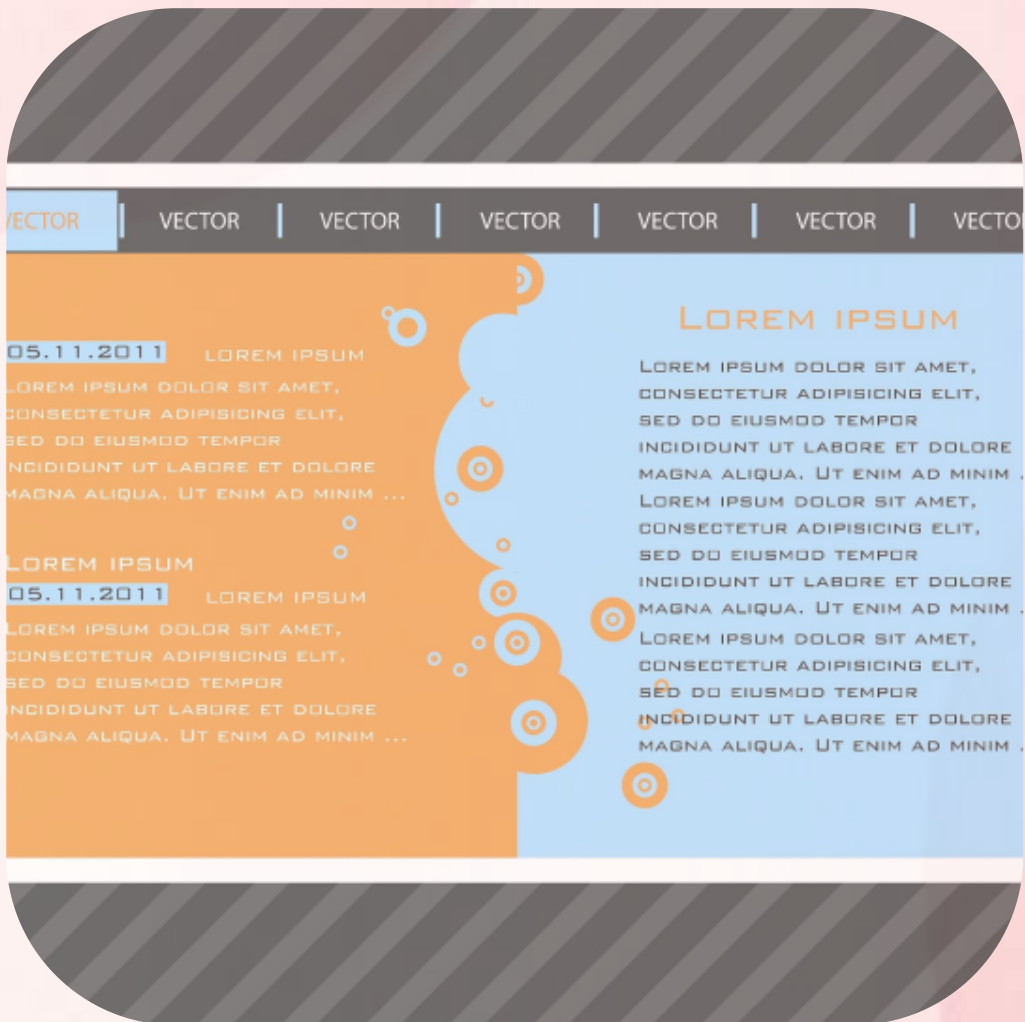 VECTOR VECTOR VECTOR VECTOR VECTOR VECTOR
05.11.2011 LOREM IPSUM
LOREM IPSUM DOLOR SIT AMET,
CONSECTETUR ADIPISICING ELIT,
SED DO EIUSMOD TEMPOR
INCIDIDUNT UT LABORE ET DOLORE
MAGNA ALIQUA. UT ENIM AD MINIM ...
LOREM IPSUM
05.11.2011 LOREM IPSUM
LOREM IPSUM DOLOR SIT AMET,
CONSECTETUR ADIPISICING ELIT,
SED DO EIUSMOD TEMPOR
INCIDIDUNT UT LABORE ET DOLORE
MAGNA ALIQUA. UT ENIM AD MINIM ...
LOREM IPSUM
LOREM IPSUM DOLOR SIT AMET,
CONSECTETUR ADIPISICING ELIT,
SED DO EIUSMOD TEMPOR
INCIDIDUNT UT LABORE ET DOLORE
MAGNA ALIQUA. UT ENIM AD MINIM .
LOREM IPSUM DOLOR SIT AMET,
CONSECTETUR ADIPISICING ELIT,
SED DO EIUSMOD TEMPOR
INCIDIDUNT UT LABORE ET DOLORE
MAGNA ALIQUA. UT ENIM AD MINIM .
LOREM IPSUM DOLOR SIT AMET,
CONSECTETUR ADIPISICING ELIT,
SED DO EIUSMOD TEMPOR
INCIDIDUNT UT LABORE ET DOLORE
MAGNA ALIQUA. UT ENIM AD MINIM .